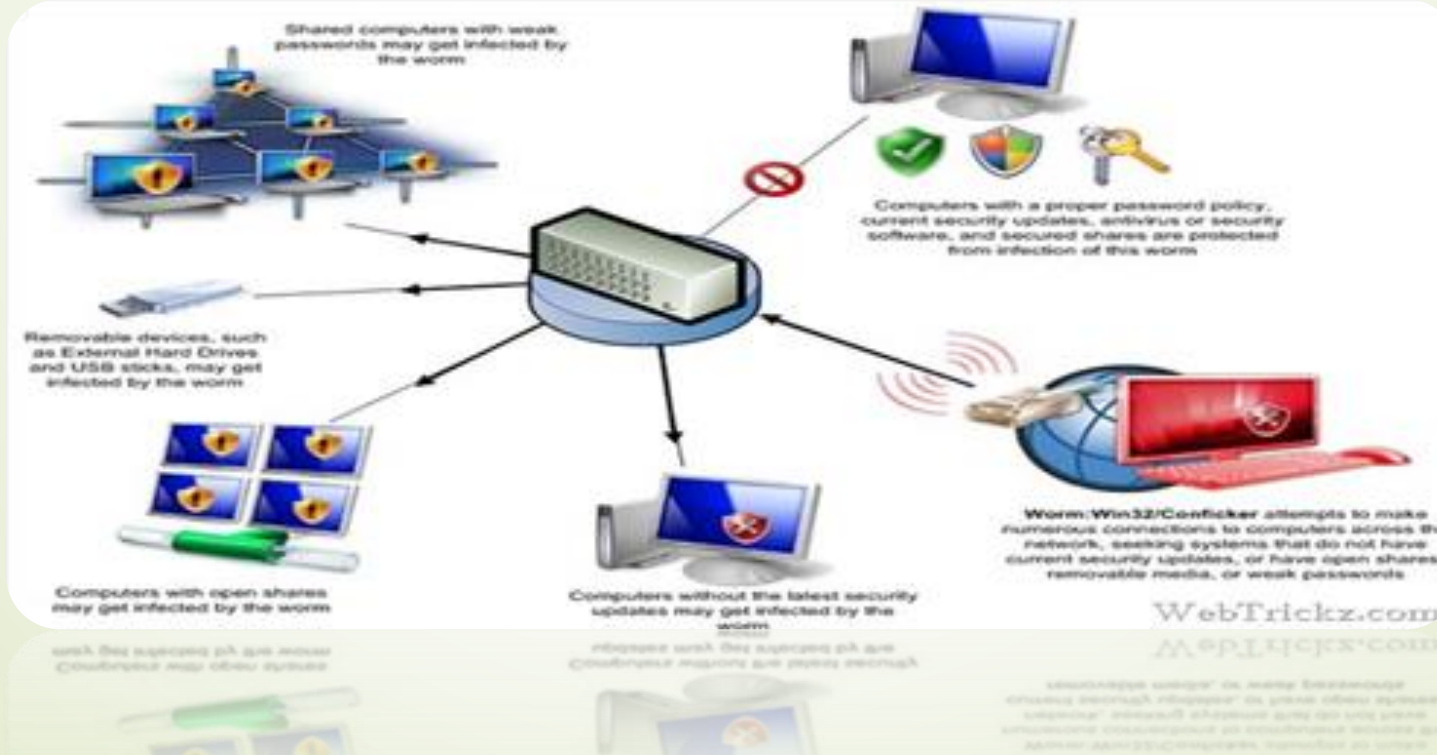 Shared computers with weak
passwords may get infected by
the worm
Computers with a proper password policy,
current security updates, antivirus or security
software, and secured shares are protected
from infection of this worm
Removable devices, such
as External Hard Drives
and USB sticks, may get
infected by the worm
Computers with open shares
may get infected by the worm
Computers without the latest security
updates may get infected by the
worm
Worm:Win32/Conficker attempts to make
numerous connections to computers across the
network, seeking systems that do not have
current security updates, or have open shares,
removable media, or weak passwords
WebTrickz.com